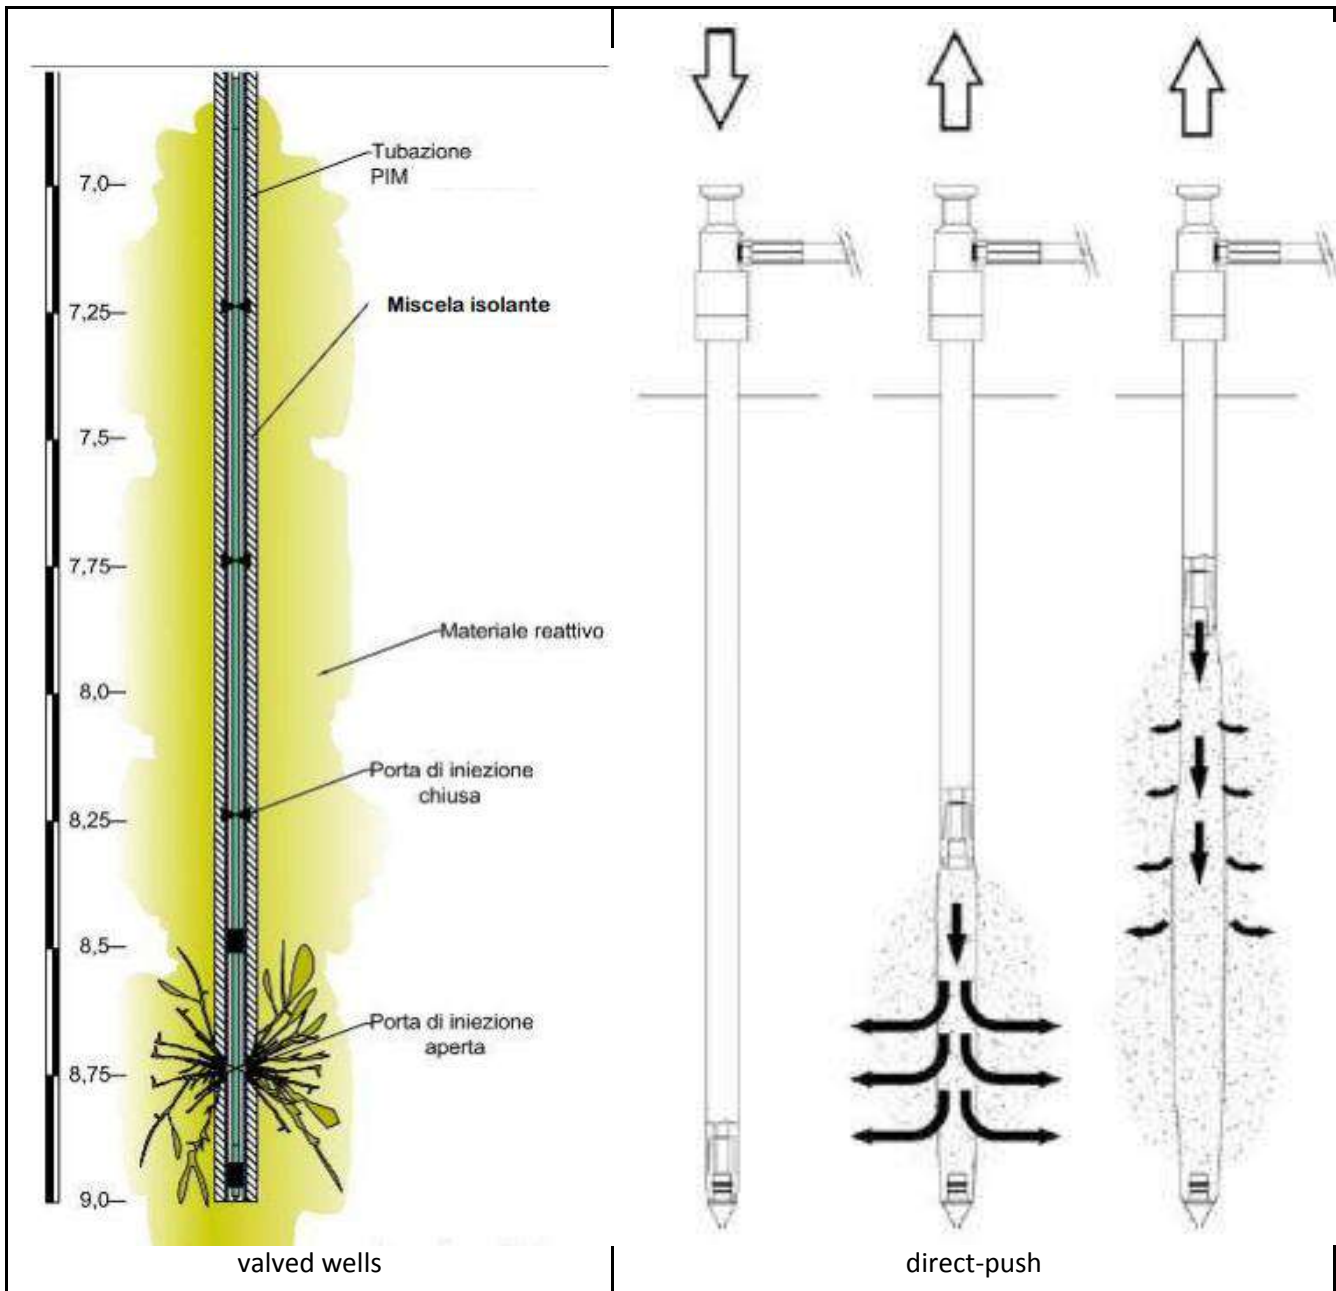 Tubazione
PIM
7,0
Miscela isolante
7,25
7,5
7,75
Materiale reattivo
8,0
Porta di iniezione
chiusa
8,25
8,5
Porta di iniezione
aperta
8,75
9,0
valved wells
direct-push